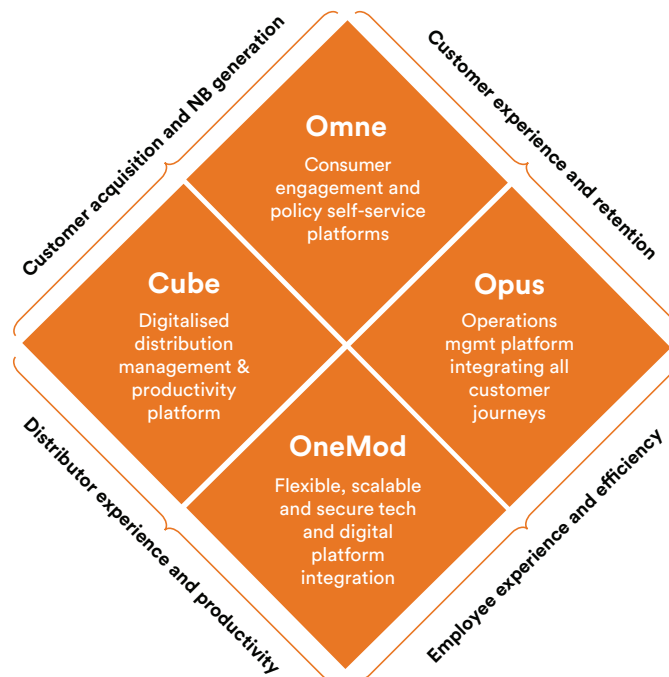 Customer acquisition and NB generation
Customer experience and retention
Omne
Consumer
engagement and
policy self-service
platforms
Cube
Digitalised
distribution
management &
productivity
platform
Opus
Operations
mgmt platform
integrating all
customer
journeys
OneMod
Flexible, scalable
and secure tech
and digital
platform
integration
Distributor experience and productivity
Employee experience and efficiency